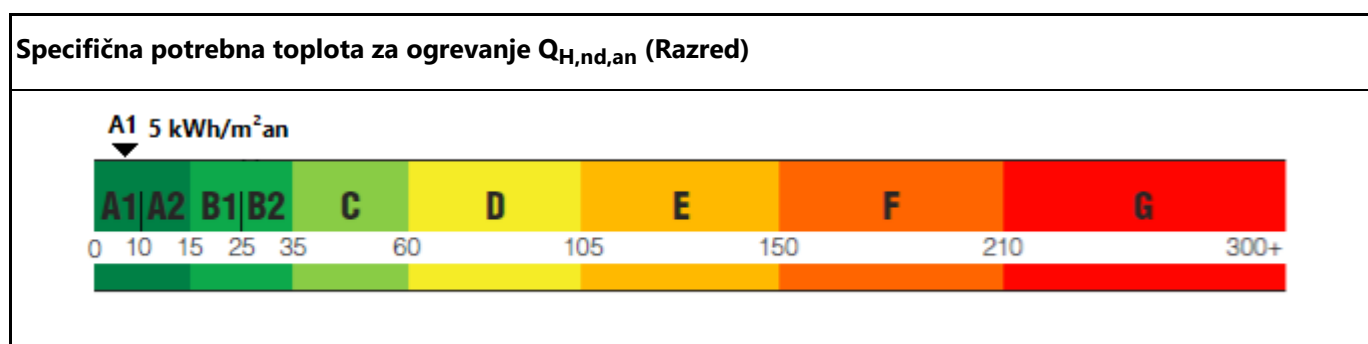 Specifična potrebna toplota za ogrevanje Q_H,nd,an (Razred)
A1 5 kWh/m²an
A1 A2 B1 B2 C D E F G
0 10 15 25 35 60 105 150 210 300+